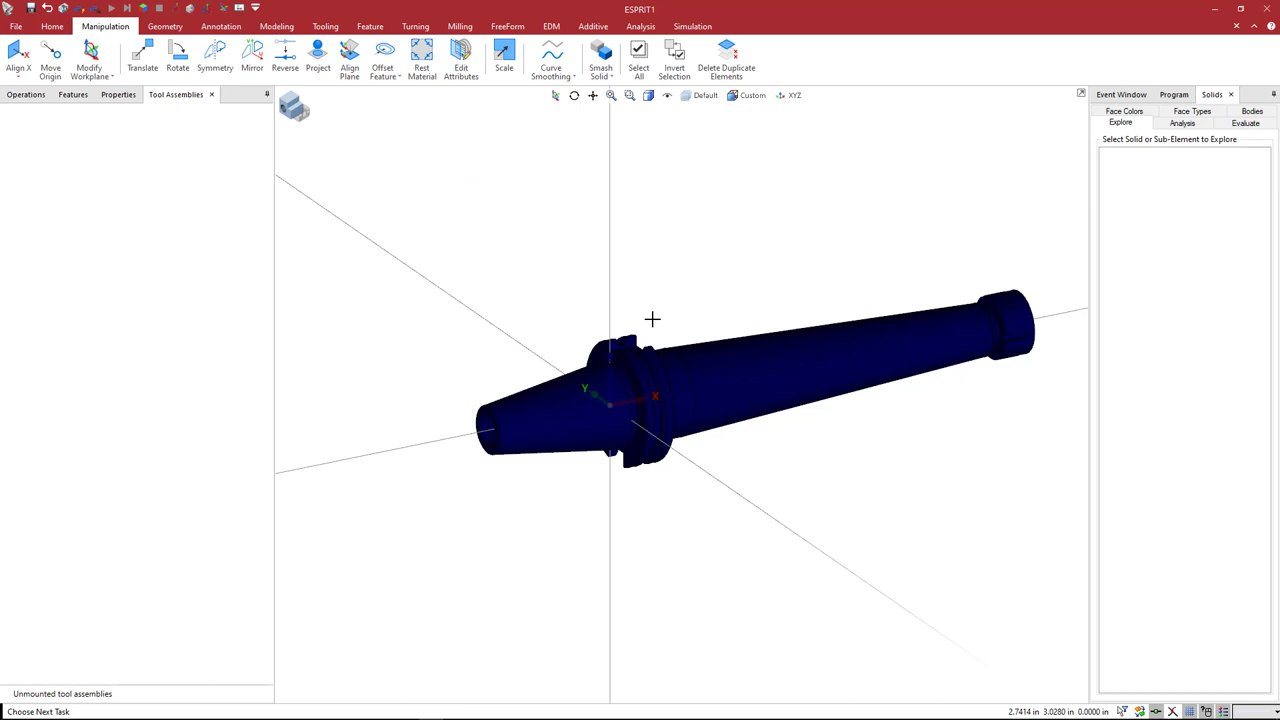 ESPRIT1
File Home Manipulation Geometry Annotation Modeling Tooling Feature Turning Milling FreeForm EDM Additive Analysis Simulation
Align X Move Origin Modify Workplane Translate Rotate Symmetry Mirror Reverse Project Align Plane Offset Feature Rest Material Edit Attributes Scale Curve Smoothing Smash Solid Select All Invert Selection Delete Duplicate Elements
Operations Features Properties Tool Assemblies
Default Custom XYZ
Event Window Program Solids
Face Colors Face Types Bodies
Explore Analysis Evaluate
Select Solid or Sub-Element to Explore
Y X
Unmounted tool assemblies
Choose Next Task 2.7414 in 3.0280 in 0.0000 in